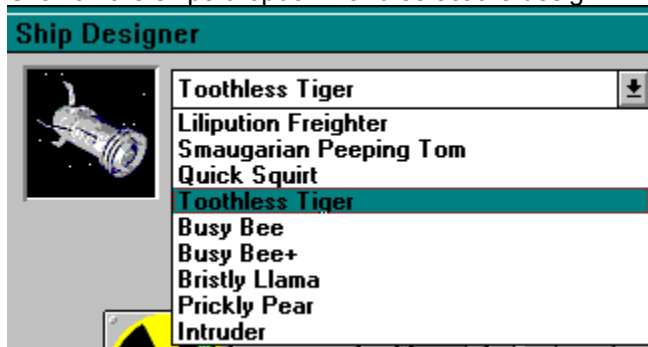 Ship Designer
Toothless Tiger
Lilipution Freighter
Smaugarian Peeping Tom
Quick Squirt
Toothless Tiger
Busy Bee
Busy Bee+
Bristly Llama
Prickly Pear
Intruder